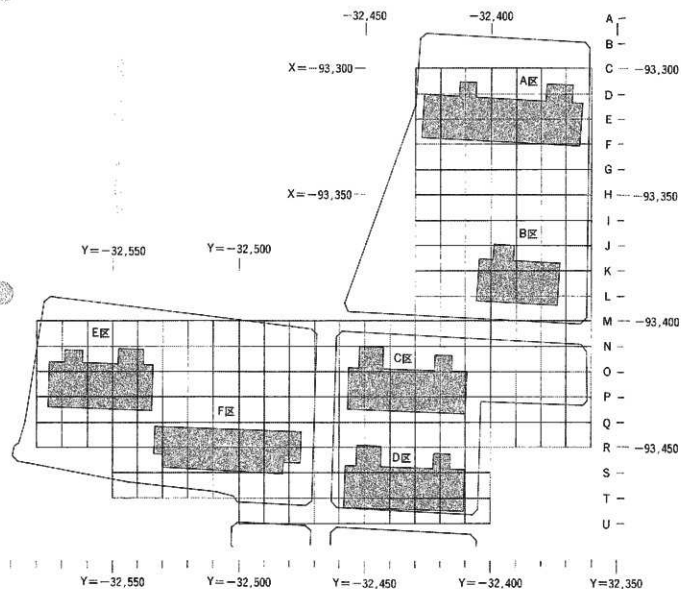 -32,450 -32,400 A
B
X=-93,300 C -93,300
A区 D
E
F
G
X=-93,350 H -93,350
I
B区
Y=-32,550 Y=-32,500 J
K
L
M -93,400
E区 N
C区 O
P
F区 Q
R -93,450
D区 S
T
U
Y=-32,550 Y=-32,500 Y=-32,450 Y=-32,400 Y=32,350